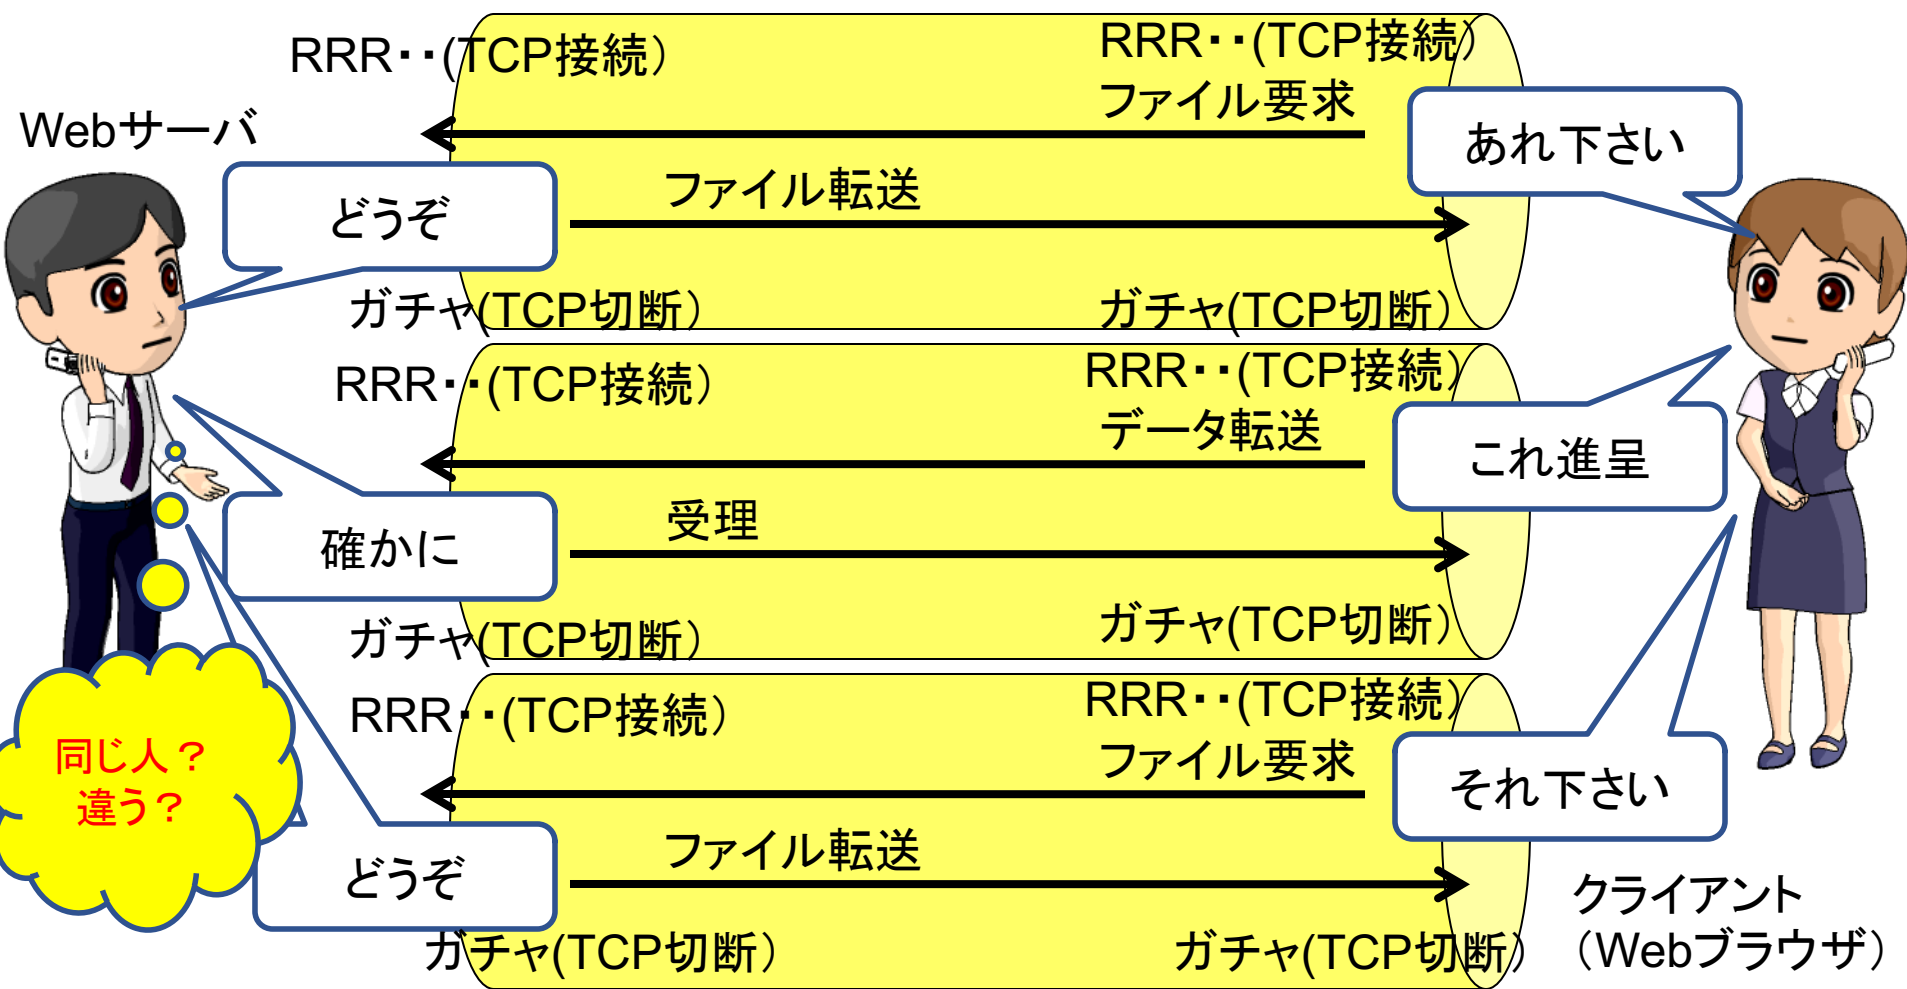 RRR・・(TCP接続）
RRR・・(TCP接続）
ファイル要求
Webサーバ
あれ下さい
どうぞ
ファイル転送
ガチャ(TCP切断）
ガチャ(TCP切断）
RRR・・(TCP接続）
RRR・・(TCP接続）
データ転送
これ進呈
確かに
受理
ガチャ(TCP切断）
ガチャ(TCP切断）
RRR・・(TCP接続）
RRR・・(TCP接続）
ファイル要求
同じ人？
違う？
それ下さい
どうぞ
ファイル転送
ガチャ(TCP切断）
ガチャ(TCP切断）
クライアント
（Webブラウザ）